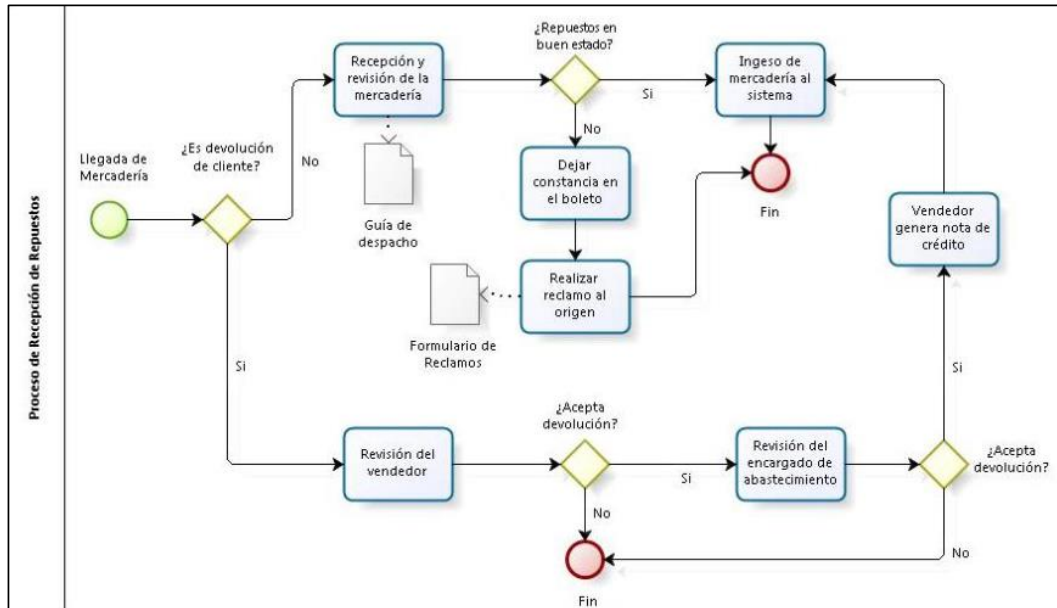 Proceso de Recepción de Repuestos
Llegada de
Mercadería
¿Es devolución
de cliente?
No
Si
Recepción y
revisión de la
mercadería
Guía de
despacho
¿Repuestos en
buen estado?
Si
No
Dejar
constancia en
el boleto
Realizar
reclamo al
origen
Formulario de
Reclamos
Ingeso de
mercadería al
sistema
Fin
Vendedor
genera nota de
crédito
Revisión del
vendedor
¿Acepta
devolución?
Si
No
Fin
Revisión del
encargado de
abastecimiento
¿Acepta
devolución?
Si
No